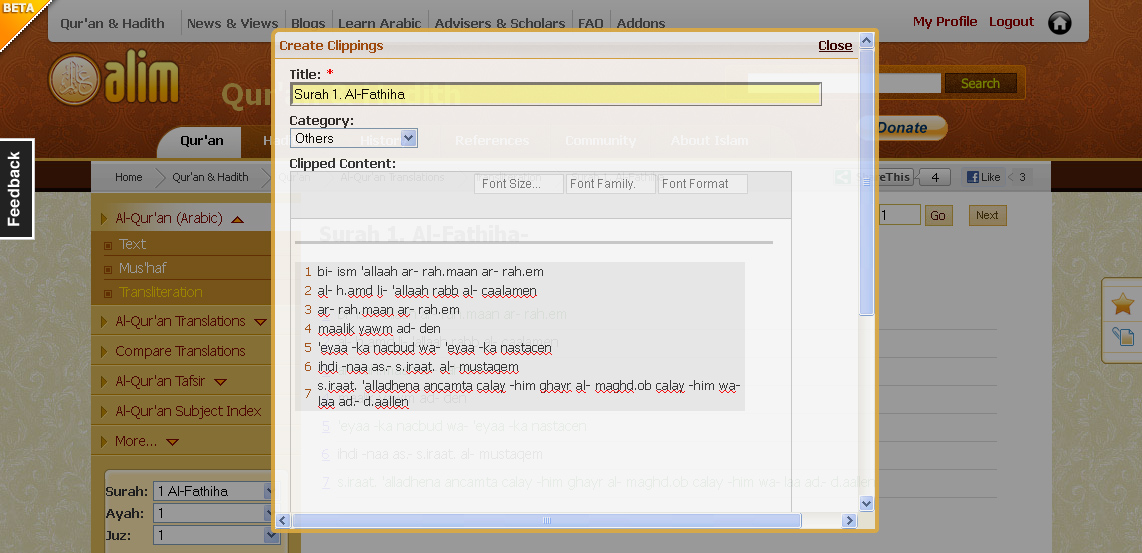 BETA
Qur'an & Hadith
News & Views
Blogs
Learn Arabic
Advisers & Scholars
FAQ
Addons
My Profile
Logout
alim
Create Clippings
Close
Title: *
Surah 1. Al-Fathiha
Search
Category:
Others
Donate
Qur'an
History
References
Community
About Islam
Clipped Content:
Feedback
Home
Qur'an & Hadith
Al-Qur'an Translations
Font Size...
Font Family.
Font Format
4
Like
3
Al-Qur'an (Arabic)
Text
Mus'haf
Transliteration
Al-Qur'an Translations
Compare Translations
Al-Qur'an Tafsir
Al-Qur'an Subject Index
More...
1
Go
Next
Surah 1. Al-Fathiha-
1 bi- ism 'allaah ar- rah.maan ar- rah.em
2 al- h.amd li- 'allaah rabb al- caalamen
3 ar- rah.maan ar- rah.em
4 maalik yawm ad- den
5 'eyaa -ka nacbud wa- 'eyaa -ka nastacen
6 ihdi -naa as.- s.iraat. al- mustaqem
7 s.iraat. 'alladhena ancamta calay -him ghayr al- maghd.ob calay -him wa-
laa ad.- d.aallen
5 'eyaa -ka nacbud wa- 'eyaa -ka nastacen
6 ihdi -naa as.- s.iraat. al- mustaqem
7 s.iraat. 'alladhena ancamta calay -him ghayr al- maghd.ob calay -him wa- laa ad.- d.aallen
Surah: 1 Al-Fathiha
Ayah: 1
Juz: 1